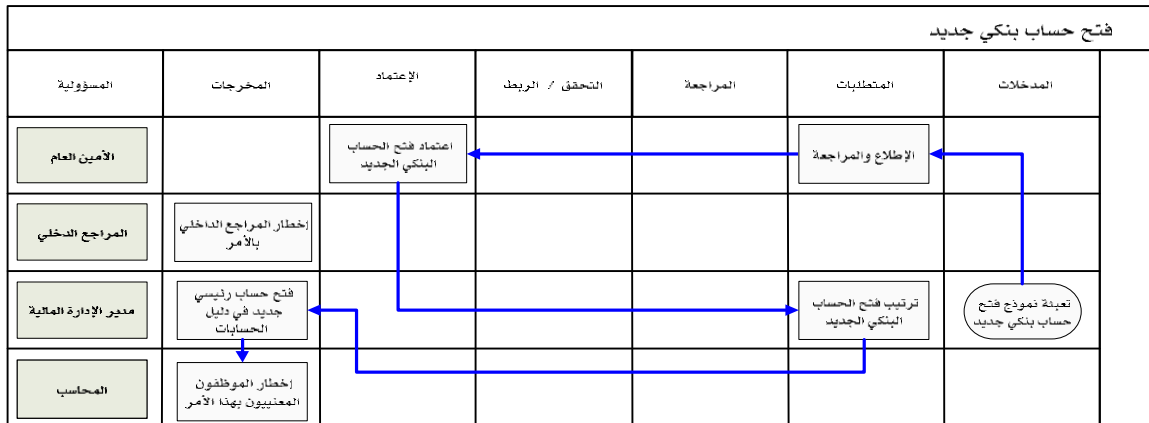 فتح حساب بنكي جديد
المدخلات
المتطلبات
المراجعة
التحقق / الربط
الإعتماد
المخرجات
المسؤولية
الإطلاع والمراجعة
اعتماد فتح الحساب
البنكي الجديد
الأمين العام
إخطار المراجع الداخلي
بالأمر
المراجع الدخلي
تعبئة نموذج فتح
حساب بنكي جديد
ترتيب فتح الحساب
البنكي الجديد
فتح حساب رئيسي
جديد في دليل
الحسابات
مدير الإدارة المالية
إخطار الموظفون
المعنييون بهذا الأمر
المحاسب